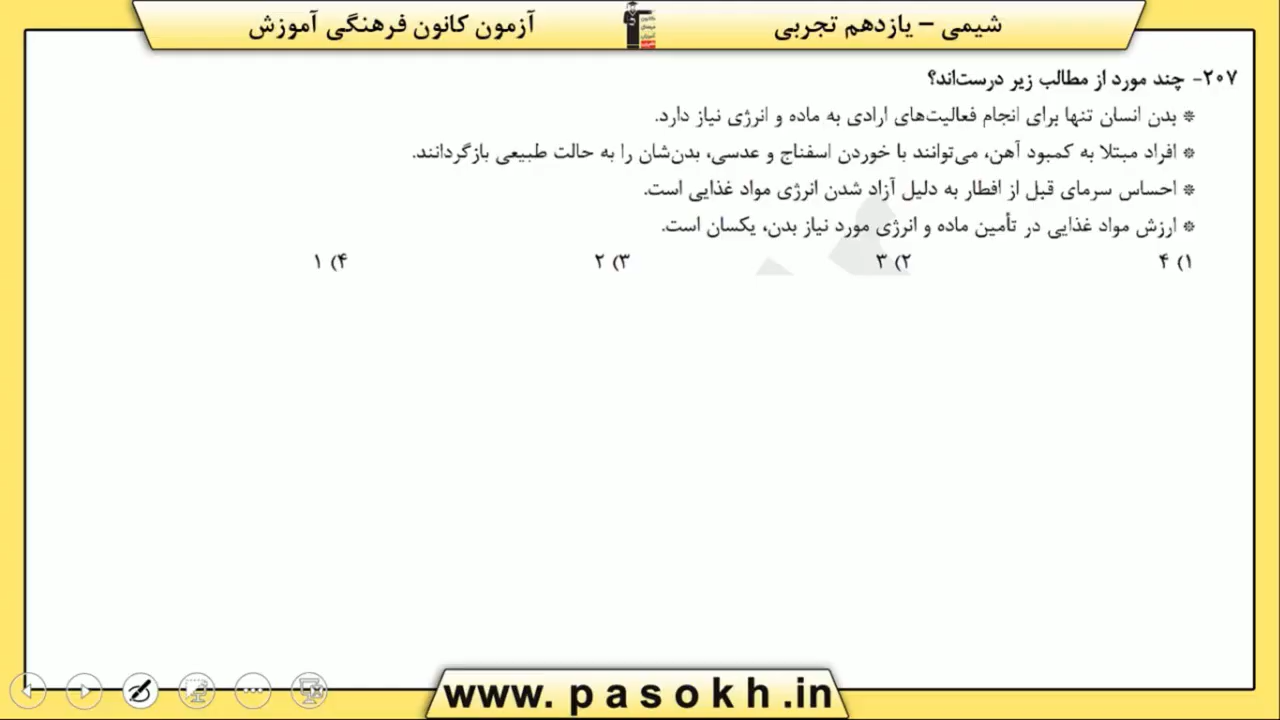 شیمی – یازدهم تجربی
آزمون کانون فرهنگی آموزش
۲۰۷- چند مورد از مطالب زیر درست‌اند؟
* بدن انسان تنها برای انجام فعالیت‌های ارادی به ماده و انرژی نیاز دارد.
* افراد مبتلا به کمبود آهن، می‌توانند با خوردن اسفناج و عدسی، بدن‌شان را به حالت طبیعی بازگردانند.
* احساس سرمای قبل از افطار به دلیل آزاد شدن انرژی مواد غذایی است.
* ارزش مواد غذایی در تأمین ماده و انرژی مورد نیاز بدن، یکسان است.
۱) ۴ ۲) ۳ ۳) ۲ ۴) ۱
www. p a s o k h .in